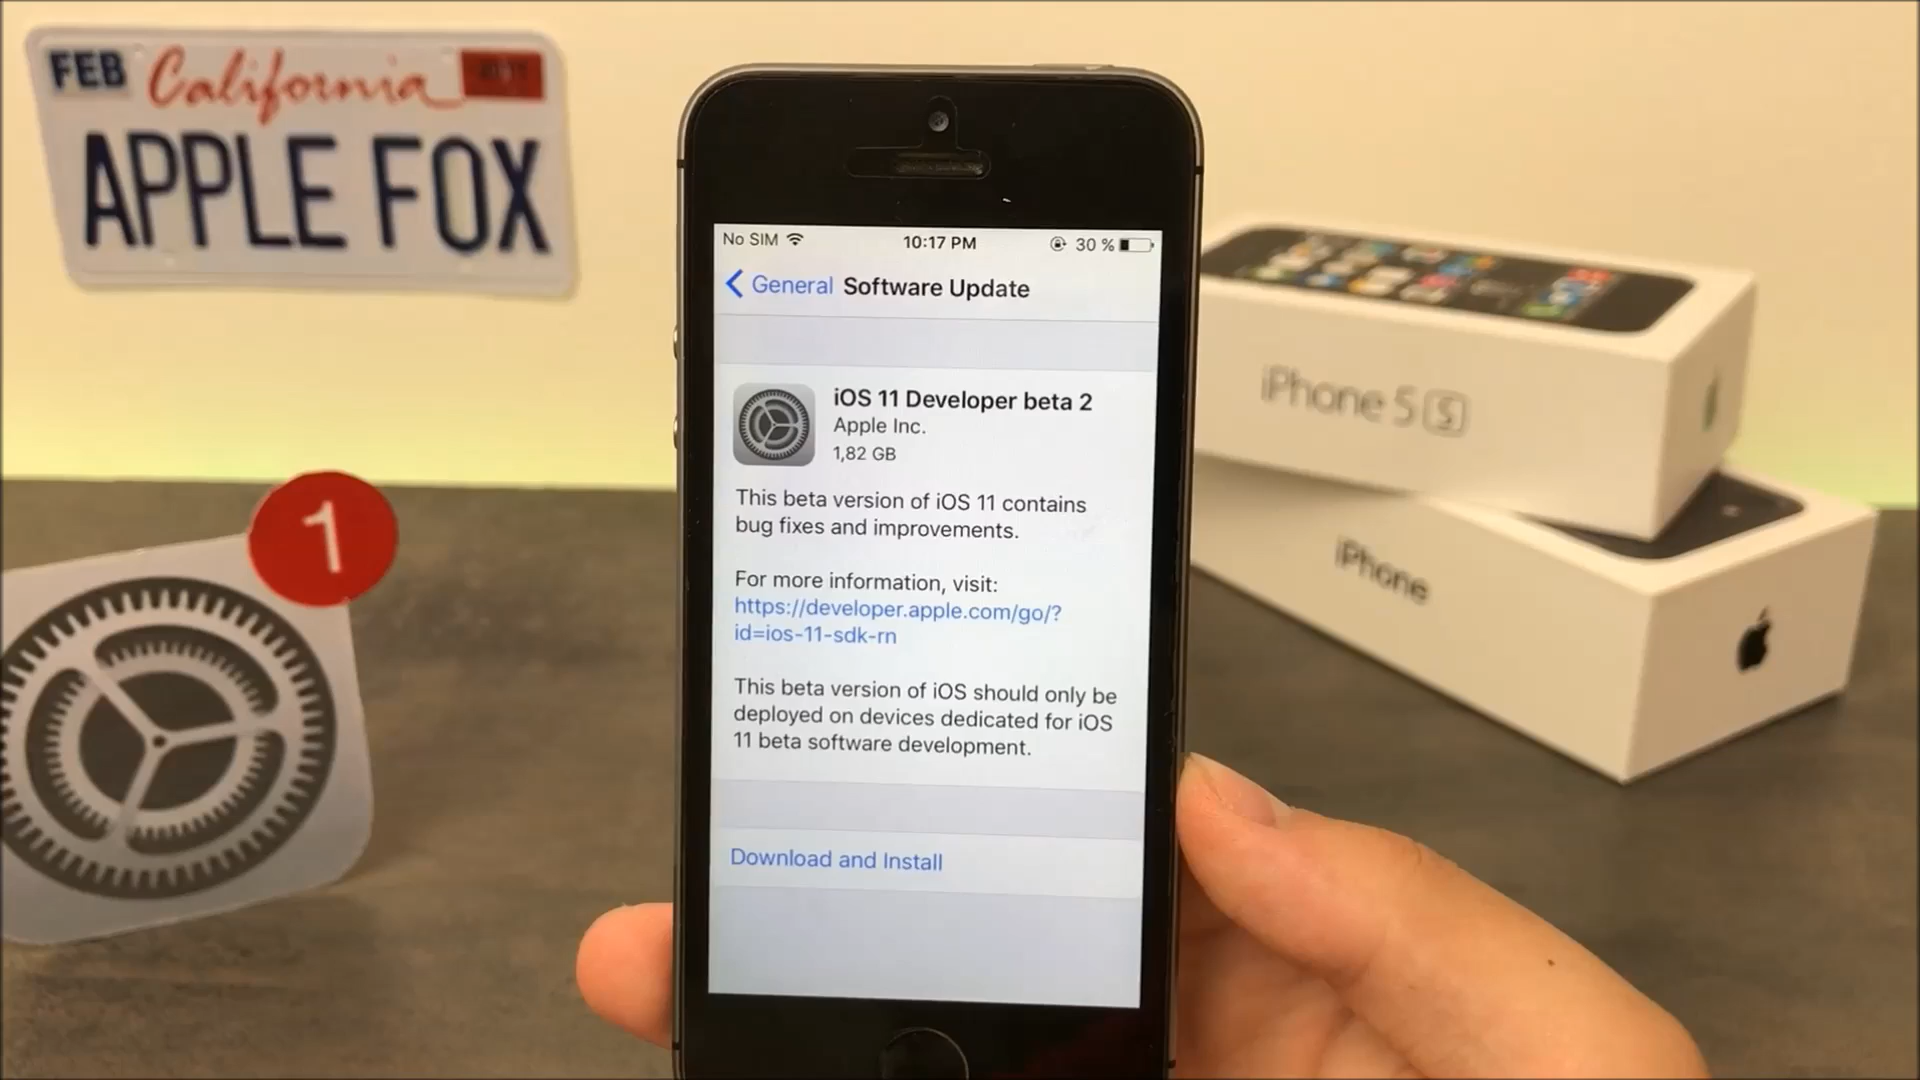 FEB California
APPLE FOX
1
No SIM 10:17 PM 30 %
General Software Update
iOS 11 Developer beta 2
Apple Inc.
1,82 GB
This beta version of iOS 11 contains
bug fixes and improvements.
For more information, visit:
https://developer.apple.com/go/?
id=ios-11-sdk-rn
This beta version of iOS should only be
deployed on devices dedicated for iOS
11 beta software development.
Download and Install
iPhone 5 S
iPhone